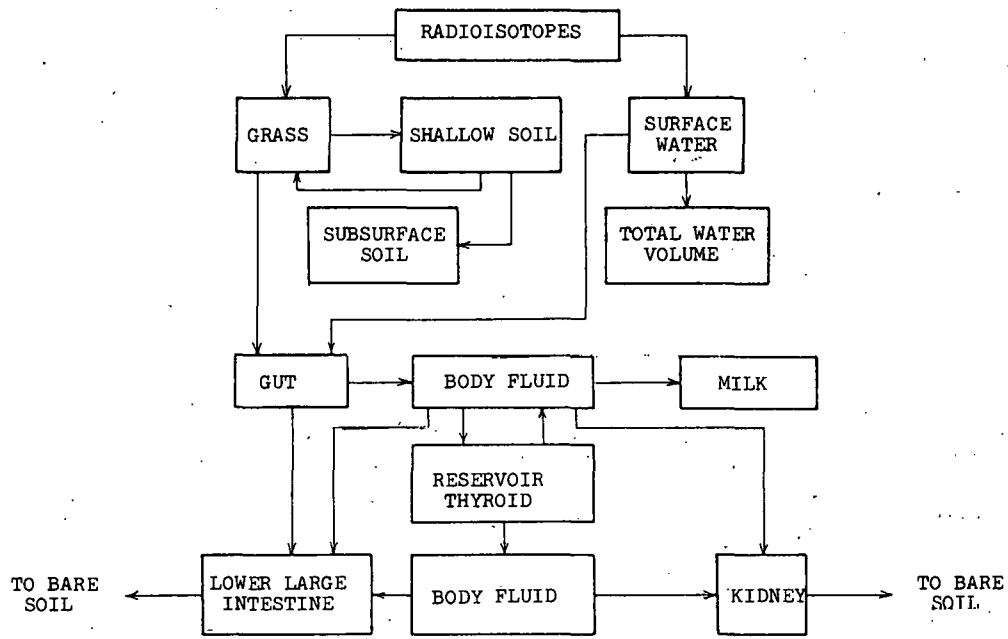 RADIOISOTOPES
GRASS
SHALLOW SOIL
SURFACE
WATER
SUBSURFACE
SOIL
TOTAL WATER
VOLUME
GUT
BODY FLUID
MILK
RESERVOIR
THYROID
TO BARE
SOIL
LOWER LARGE
INTESTINE
BODY FLUID
KIDNEY
TO BARE
SOIL